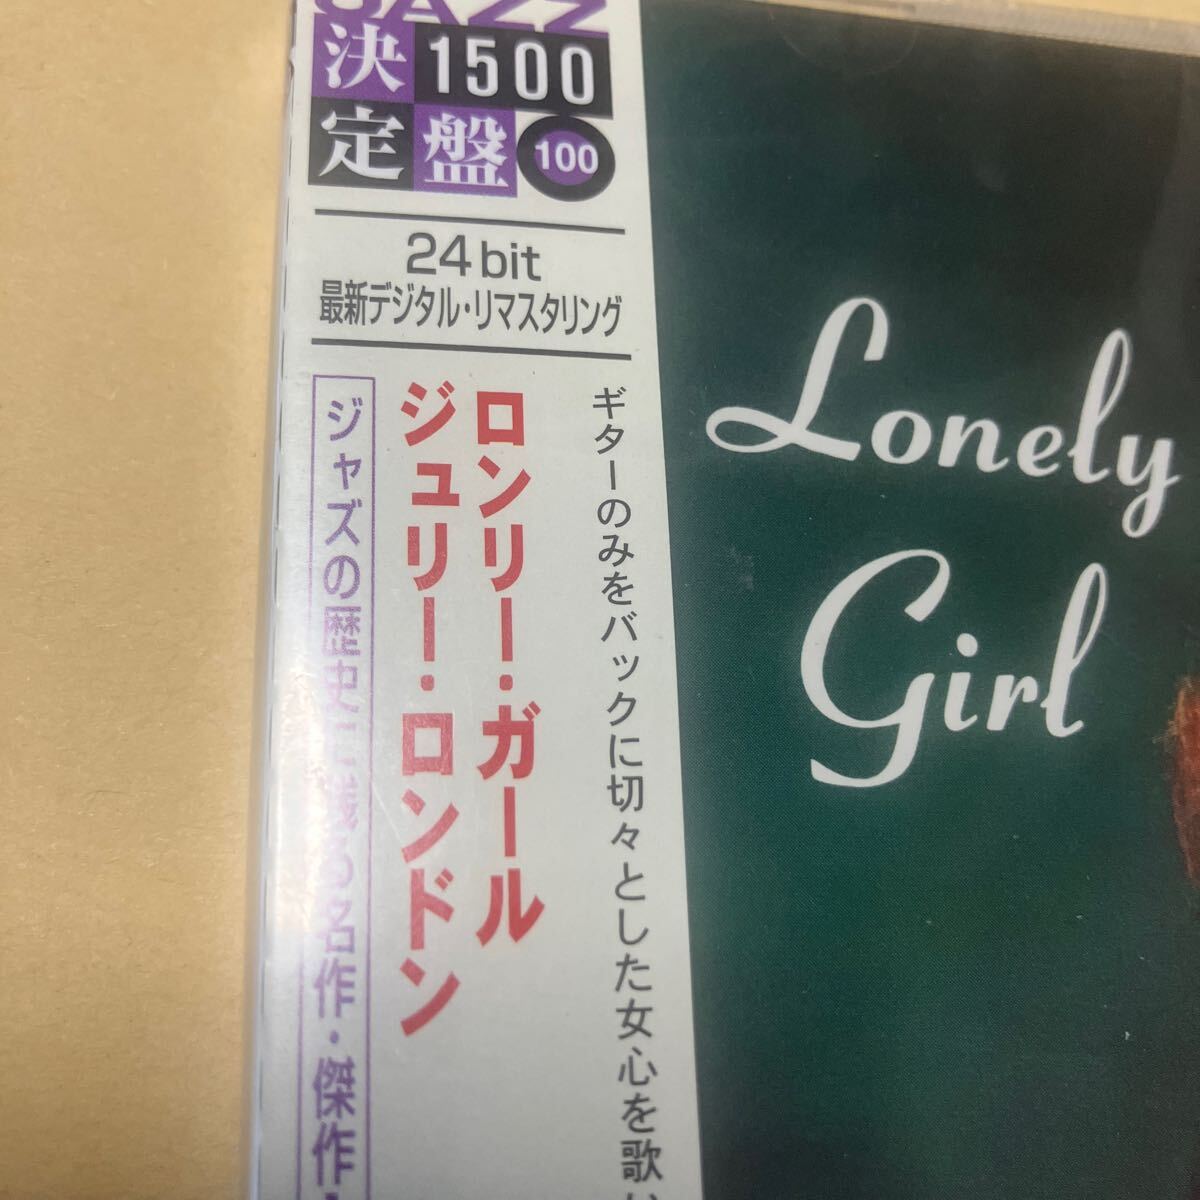 JAZZ
決定盤
1500
100
24bit
最新デジタル・リマスタリング
ギターのみをバックに切々とした女心を歌い
ロンリー・ガール
ジュリー・ロンドン
ジャズの歴史に残る名作・傑作
Lonely
Girl